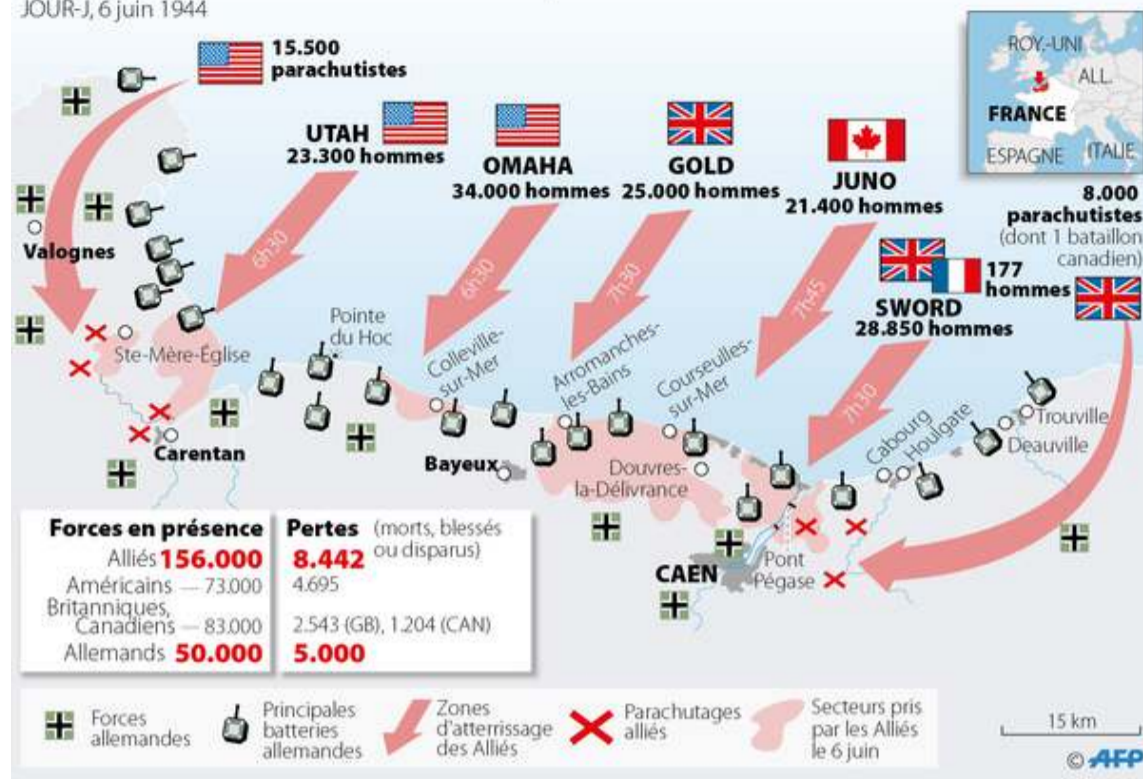 JOUR-J, 6 juin 1944
15.500
parachutistes
UTAH
23.300 hommes
OMAHA
34.000 hommes
GOLD
25.000 hommes
JUNO
21.400 hommes
ROY.-UNI
ALL.
FRANCE
ESPAGNE
ITALIE
8.000
parachutistes
(dont 1 bataillon
canadien)
177
hommes
SWORD
28.850 hommes
6h30
6h30
7h30
7h45
7h30
Valognes
Ste-Mère-Église
Carentan
Pointe
du Hoc
Colleville-
sur-Mer
Arromanches-
les-Bains
Courseulles-
sur-Mer
Bayeux
Douvres-
la-Délivrance
CAEN
Pont
Pégase
Cabourg
Houlgate
Trouville
Deauville
Forces en présence
Alliés 156.000
Américains — 73.000
Britanniques,
Canadiens — 83.000
Allemands 50.000
Pertes (morts, blessés
ou disparus)
8.442
4.695
2.543 (GB), 1.204 (CAN)
5.000
Forces
allemandes
Principales
batteries
allemandes
Zones
d'atterrissage
des Alliés
Parachutages
alliés
Secteurs pris
par les Alliés
le 6 juin
15 km
© AFP